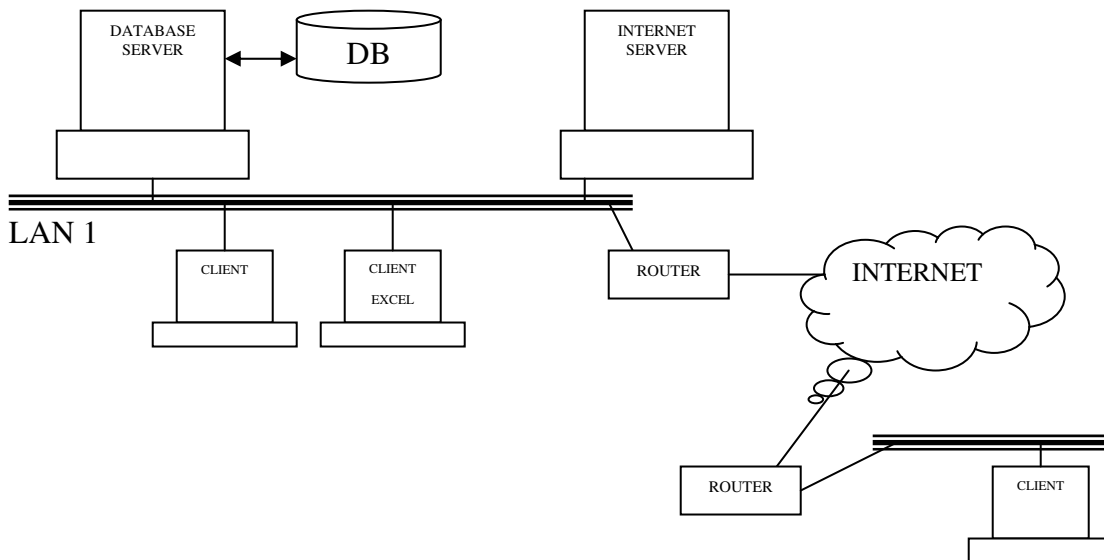 DATABASE
SERVER
DB
INTERNET
SERVER
LAN 1
CLIENT
CLIENT
EXCEL
ROUTER
INTERNET
ROUTER
CLIENT